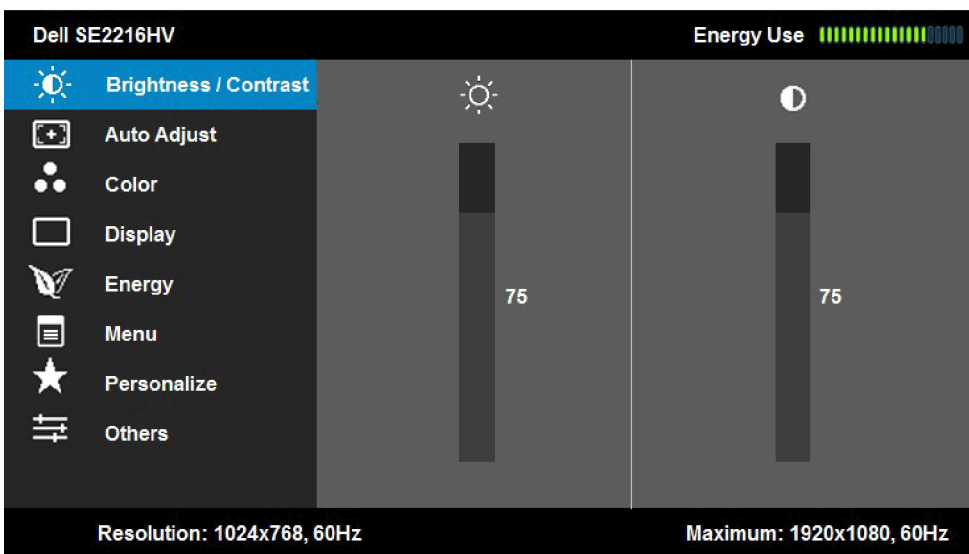 Dell SE2216HV
Energy Use
Brightness / Contrast
Auto Adjust
Color
Display
Energy
Menu
Personalize
Others
75
75
Resolution: 1024x768, 60Hz
Maximum: 1920x1080, 60Hz